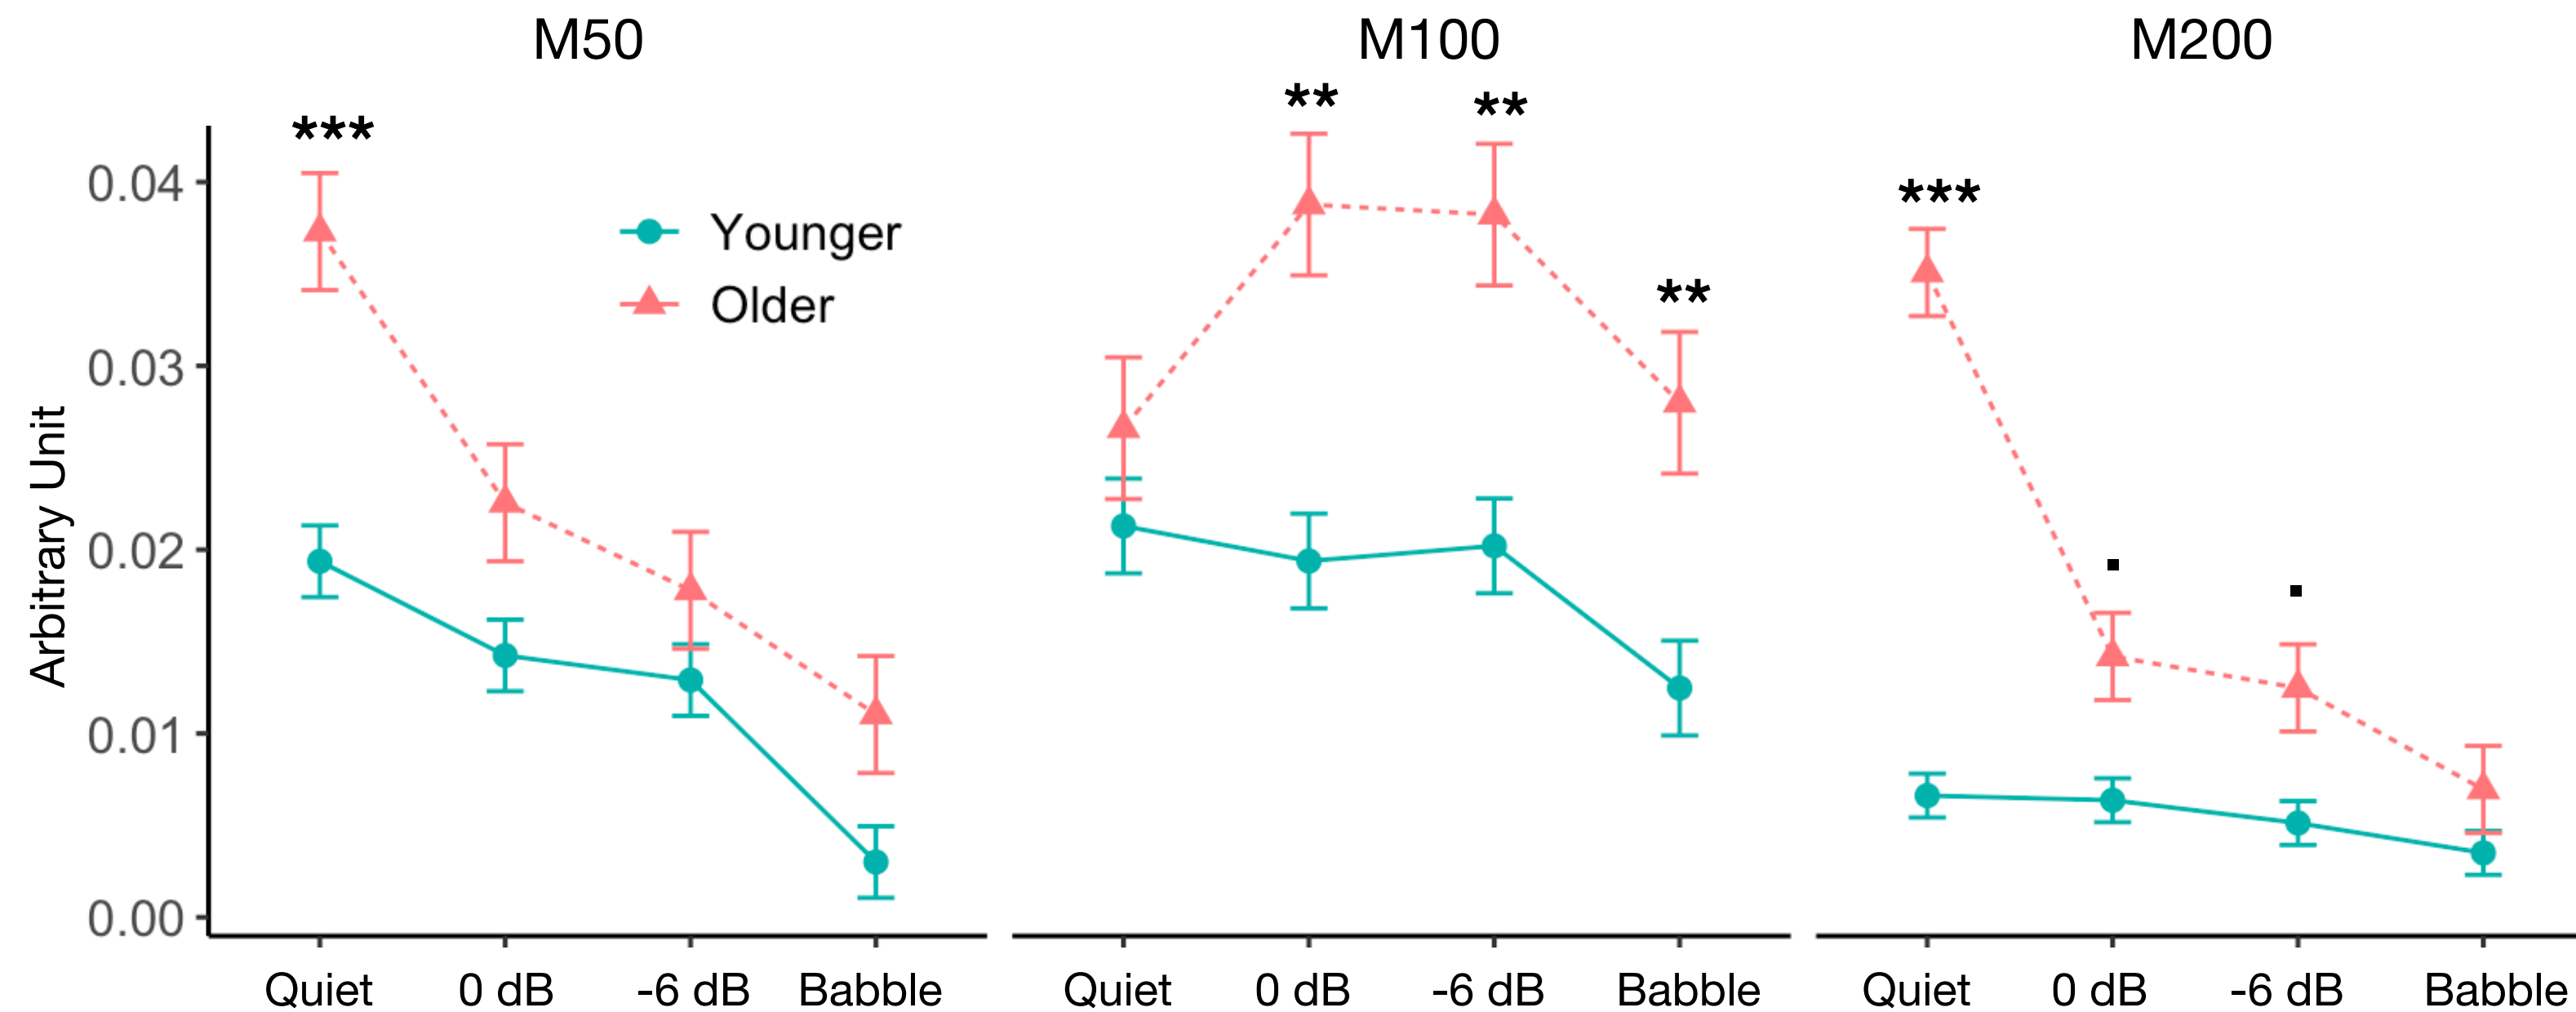 M50 M100 M200
** **
*** 
0.04
***
Younger
**
Older
0.03
Arbitrary Unit
0.02
.
.
0.01
0.00
Quiet 0 dB -6 dB Babble Quiet 0 dB -6 dB Babble Quiet 0 dB -6 dB Babble